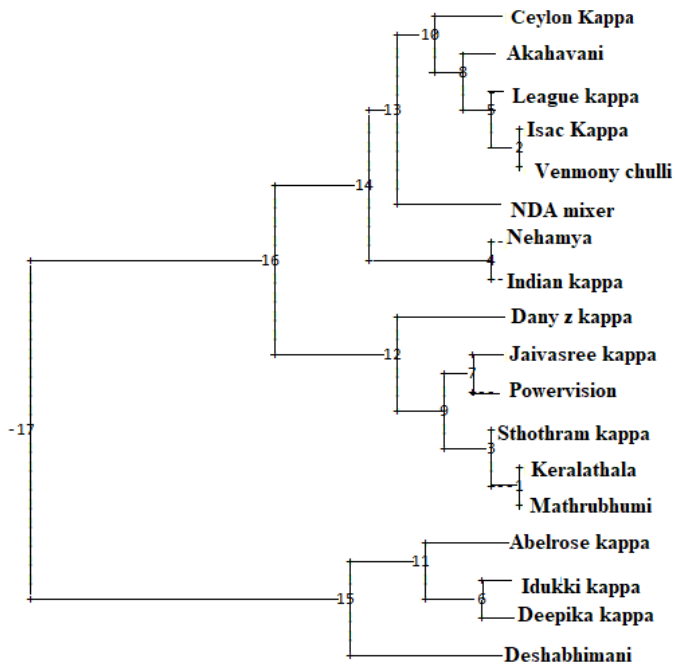 Ceylon Kappa
10
Akahavani
8
League kappa
5
13
Isac Kappa
2
Venmony chulli
14
NDA mixer
Nehamya
16
4
Indian kappa
Dany z kappa
12
Jaivasree kappa
7
Powervision
9
-17
Sthothram kappa
3
Keralathala
1
Mathrubhumi
Abelrose kappa
11
Idukki kappa
15
6
Deepika kappa
Deshabhimani